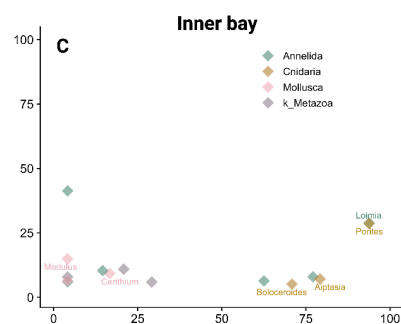 Inner bay
C
100
75
50
25
0
Annelida
Cnidaria
Mollusca
k_Metazoa
Loimia
Porites
Modulus
Cerithium
Aiptasia
Boloceroides
0
25
50
75
100